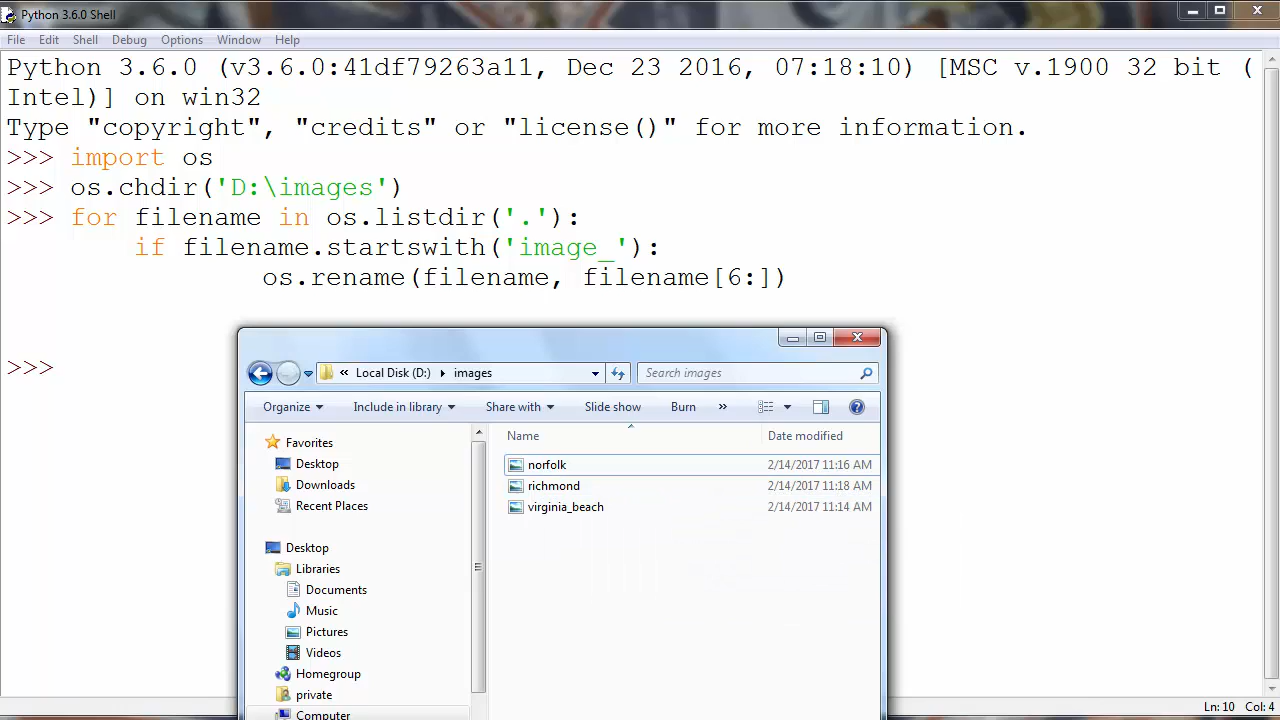 Python 3.6.0 Shell
File Edit Shell Debug Options Window Help
Python 3.6.0 (v3.6.0:41df79263a11, Dec 23 2016, 07:18:10) [MSC v.1900 32 bit (
Intel)] on win32
Type "copyright", "credits" or "license()" for more information.
>>> import os
>>> os.chdir('D:\images')
>>> for filename in os.listdir('.'):
if filename.startswith('image_'):
os.rename(filename, filename[6:])
>>>
« Local Disk (D:) images Search images
Organize Include in library Share with Slide show Burn »
Name Date modified
Favorites
Desktop
Downloads
Recent Places
Desktop
Libraries
Documents
Music
Pictures
Videos
Homegroup
private
Computer
norfolk 2/14/2017 11:16 AM
richmond 2/14/2017 11:18 AM
virginia_beach 2/14/2017 11:14 AM
Ln: 10 Col: 4